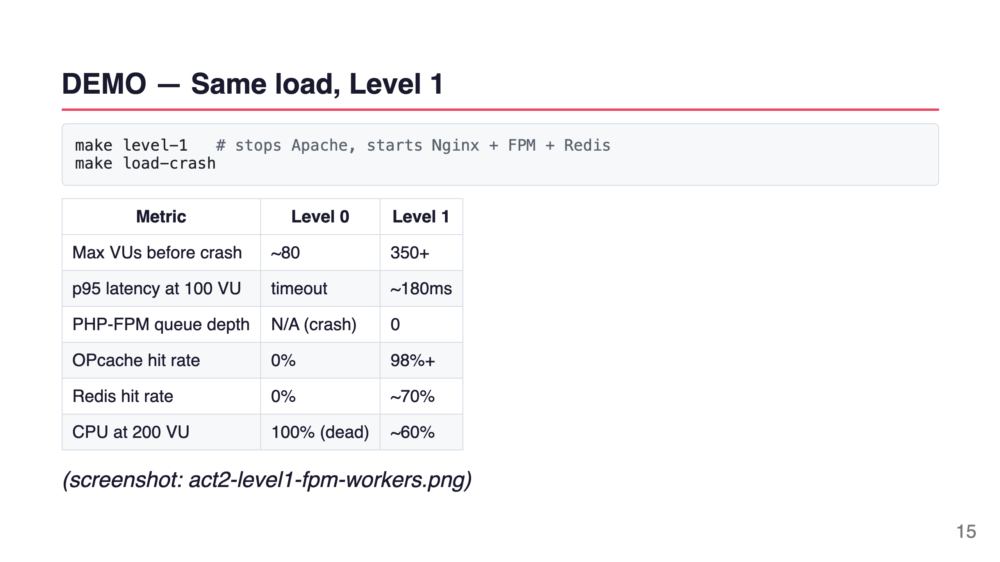 DEMO — Same load, Level 1
make level-1   # stops Apache, starts Nginx + FPM + Redis
make load-crash
Metric Level 0 Level 1
Max VUs before crash ~80 350+
p95 latency at 100 VU timeout ~180ms
PHP-FPM queue depth N/A (crash) 0
OPcache hit rate 0% 98%+
Redis hit rate 0% ~70%
CPU at 200 VU 100% (dead) ~60%
(screenshot: act2-level1-fpm-workers.png)
15